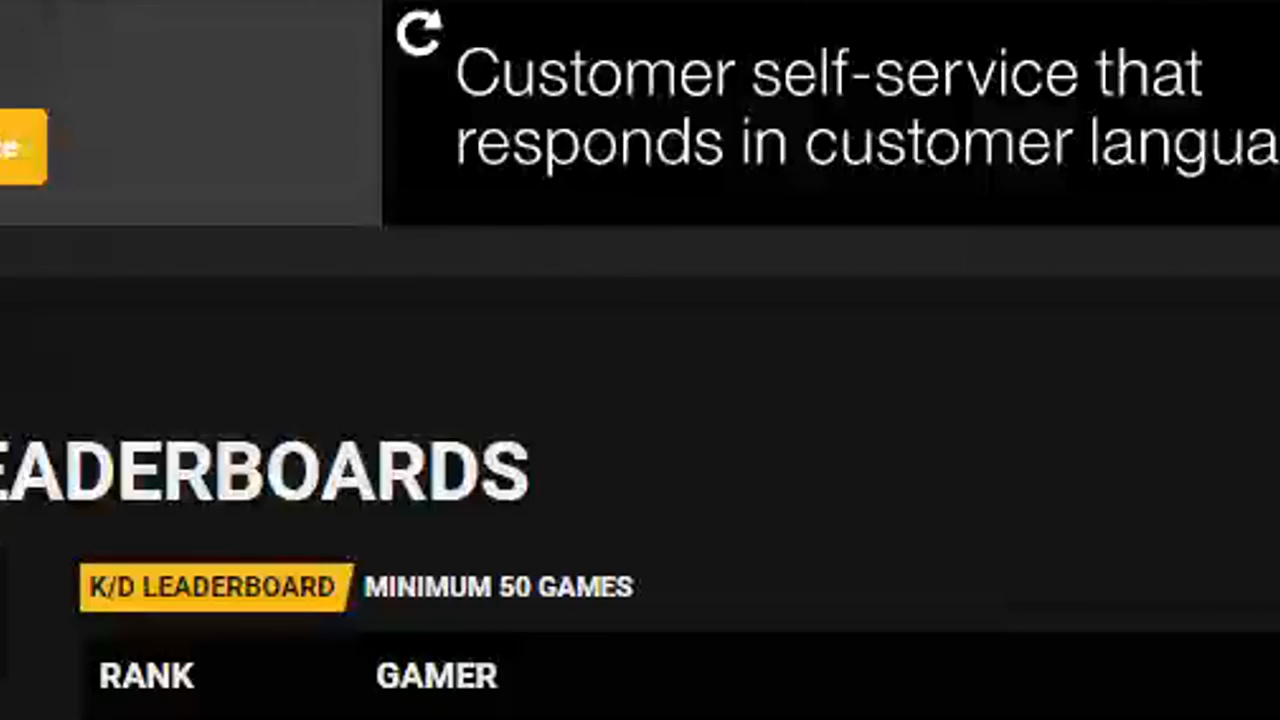 Customer self-service that
responds in customer langua
EADERBOARDS
K/D LEADERBOARD MINIMUM 50 GAMES
RANK GAMER